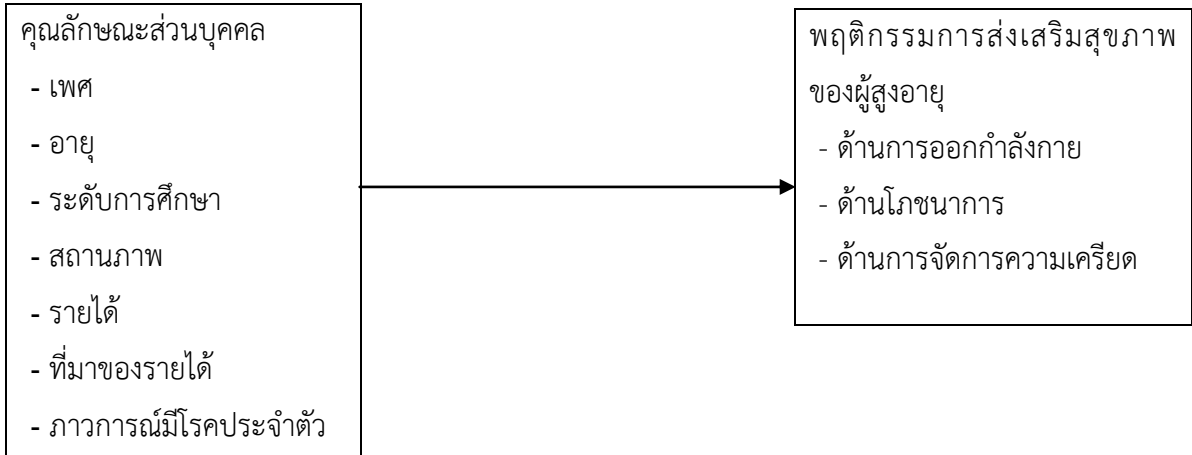 คุณลักษณะส่วนบุคคล
- เพศ
- อายุ
- ระดับการศึกษา
- สถานภาพ
- รายได้
- ที่มาของรายได้
- ภาวการณ์มีโรคประจำตัว
พฤติกรรมการส่งเสริมสุขภาพ
ของผู้สูงอายุ
- ด้านการออกกำลังกาย
- ด้านโภชนาการ
- ด้านการจัดการความเครียด